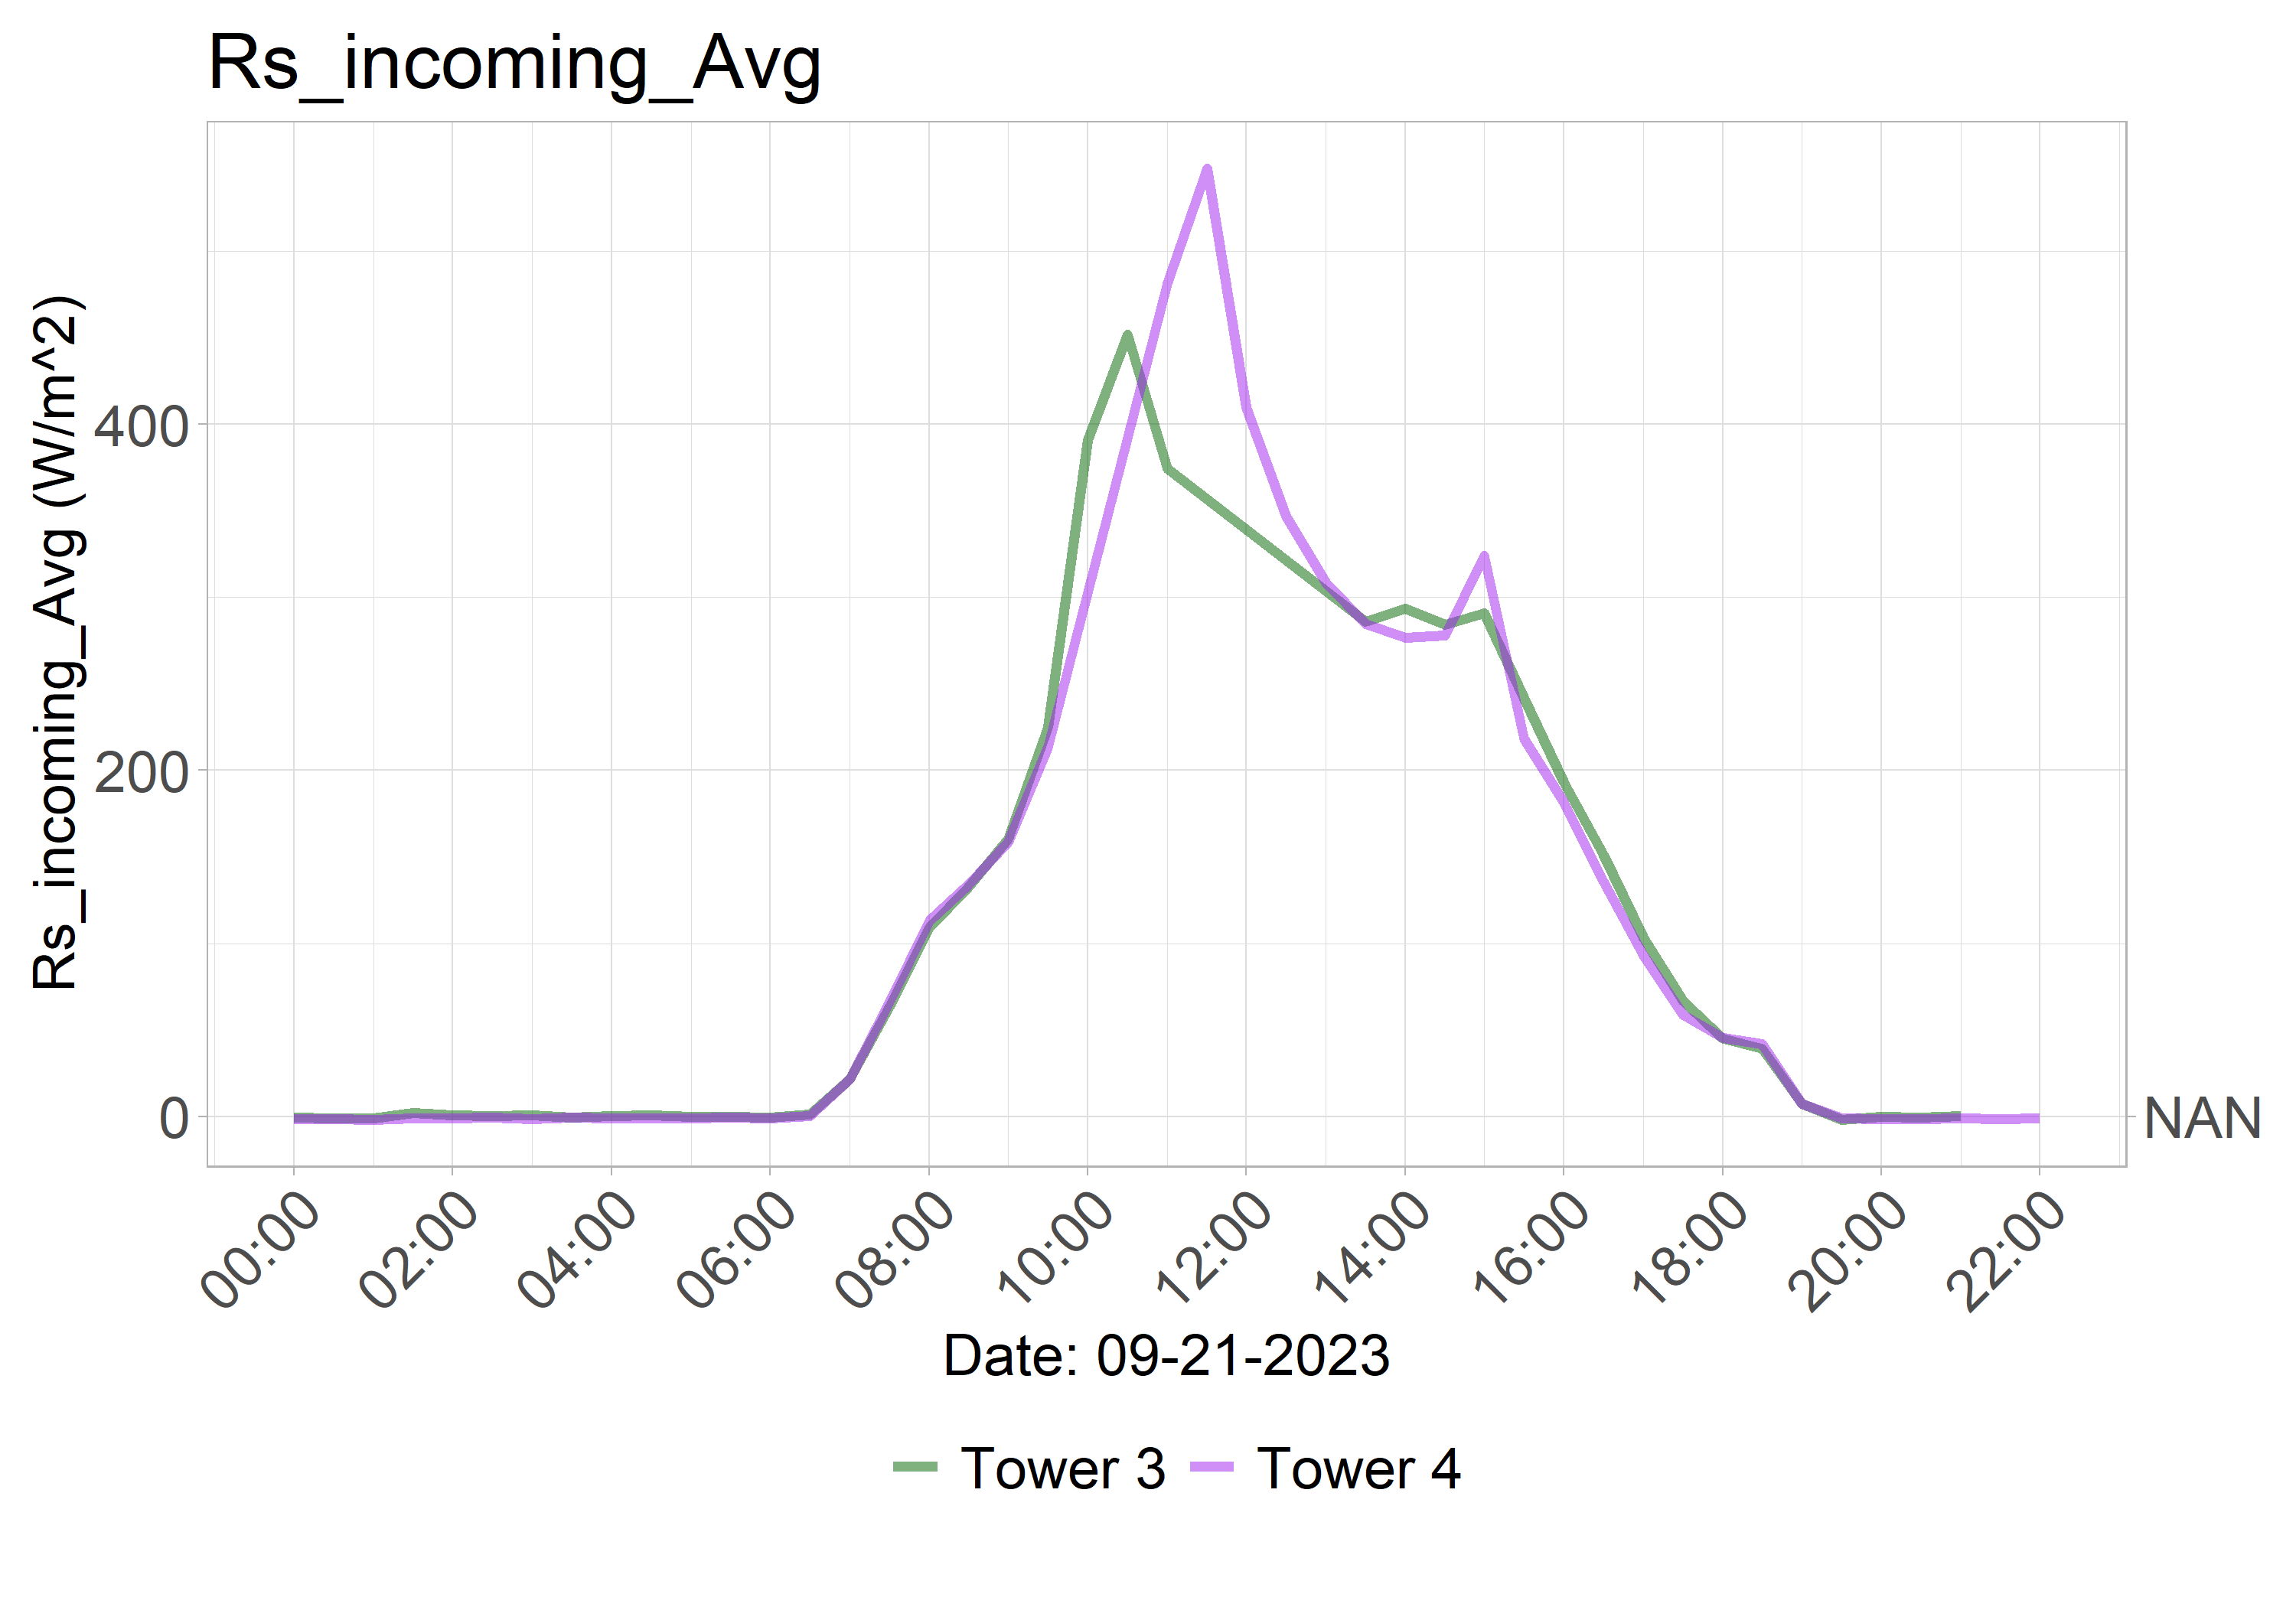 Rs_incoming_Avg
Rs_incoming_Avg (W/m^2)
400
200
0
NAN
00:00 02:00 04:00 06:00 08:00 10:00 12:00 14:00 16:00 18:00 20:00 22:00
Date: 09-21-2023
Tower 3 Tower 4